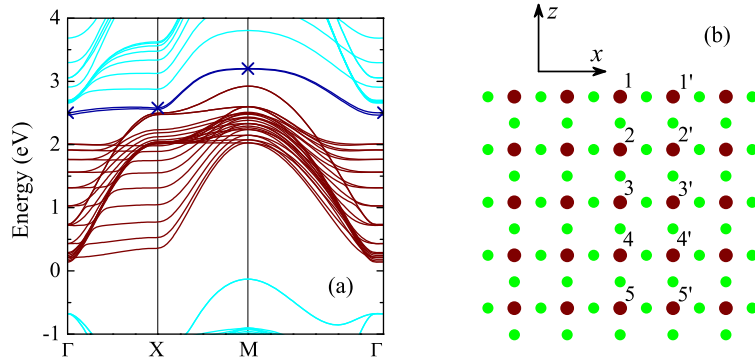 4
3
2
1
0
-1
Energy (eV)
Γ X M Γ
(a)
(b)
z
x
1 1'
2 2'
3 3'
4 4'
5 5'